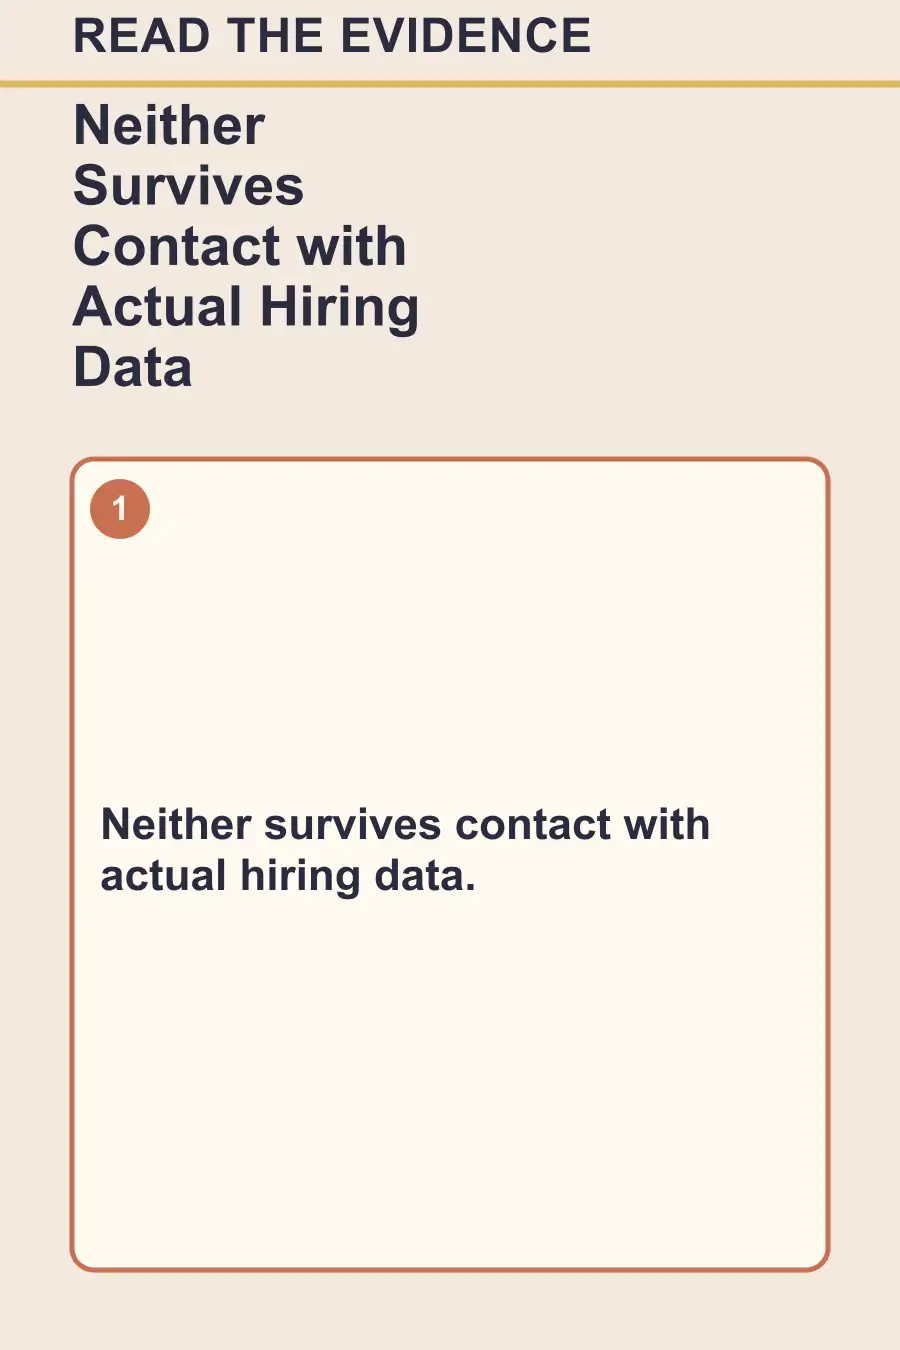 READ THE EVIDENCE
Neither
Survives
Contact with
Actual Hiring
Data
1
Neither survives contact with
actual hiring data.